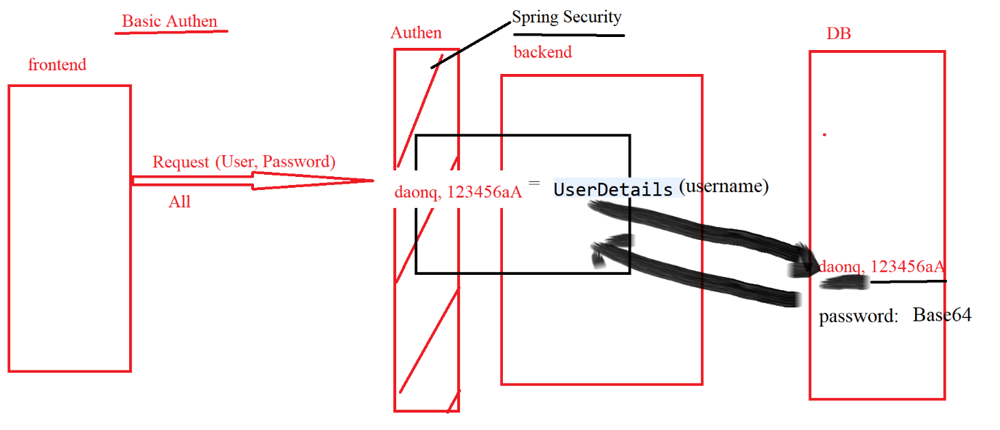 Basic Authen
Spring Security
Authen
DB
backend
frontend
Request (User, Password)
daonq, 123456aA = UserDetails (username)
All
daonq, 123456aA
password: Base64